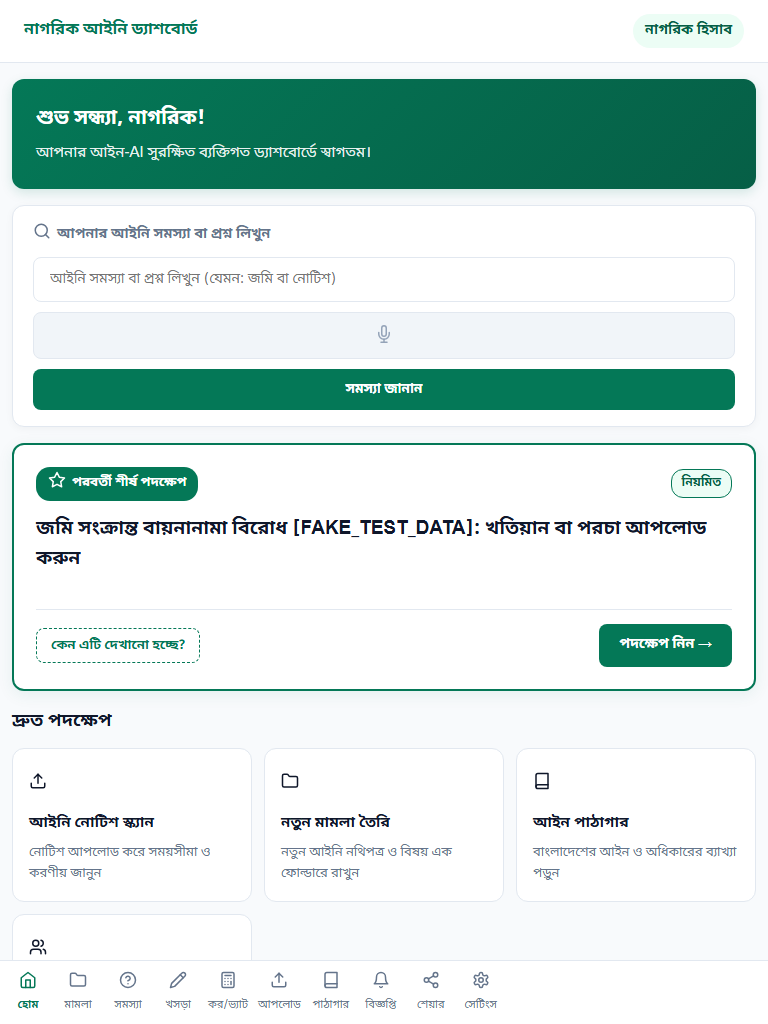 নাগরিক আইনি ড্যাশবোর্ড
নাগরিক হিসাব
শুভ সন্ধ্যা, নাগরিক!
আপনার আইন-AI সুরক্ষিত ব্যক্তিগত ড্যাশবোর্ডে স্বাগতম।
আপনার আইনি সমস্যা বা প্রশ্ন লিখুন
আইনি সমস্যা বা প্রশ্ন লিখুন (যেমন: জমি বা নোটিশ)
সমস্যা জানান
পরবর্তী শীর্ষ পদক্ষেপ
নিয়মিত
জমি সংক্রান্ত বায়নানামা বিরোধ [FAKE_TEST_DATA]: খতিয়ান বা পরচা আপলোড
করুন
কেন এটি দেখানো হচ্ছে?
পদক্ষেপ নিন →
দ্রুত পদক্ষেপ
আইনি নোটিশ স্ক্যান
নোটিশ আপলোড করে সময়সীমা ও
করণীয় জানুন
নতুন মামলা তৈরি
নতুন আইনি নথিপত্র ও বিষয় এক
ফোল্ডারে রাখুন
আইন পাঠাগার
বাংলাদেশের আইন ও অধিকারের ব্যাখ্যা
পড়ুন
হোম
মামলা
সমস্যা
খসড়া
কর/ভ্যাট
আপলোড
পাঠাগার
বিজ্ঞপ্তি
শেয়ার
সেটিংস